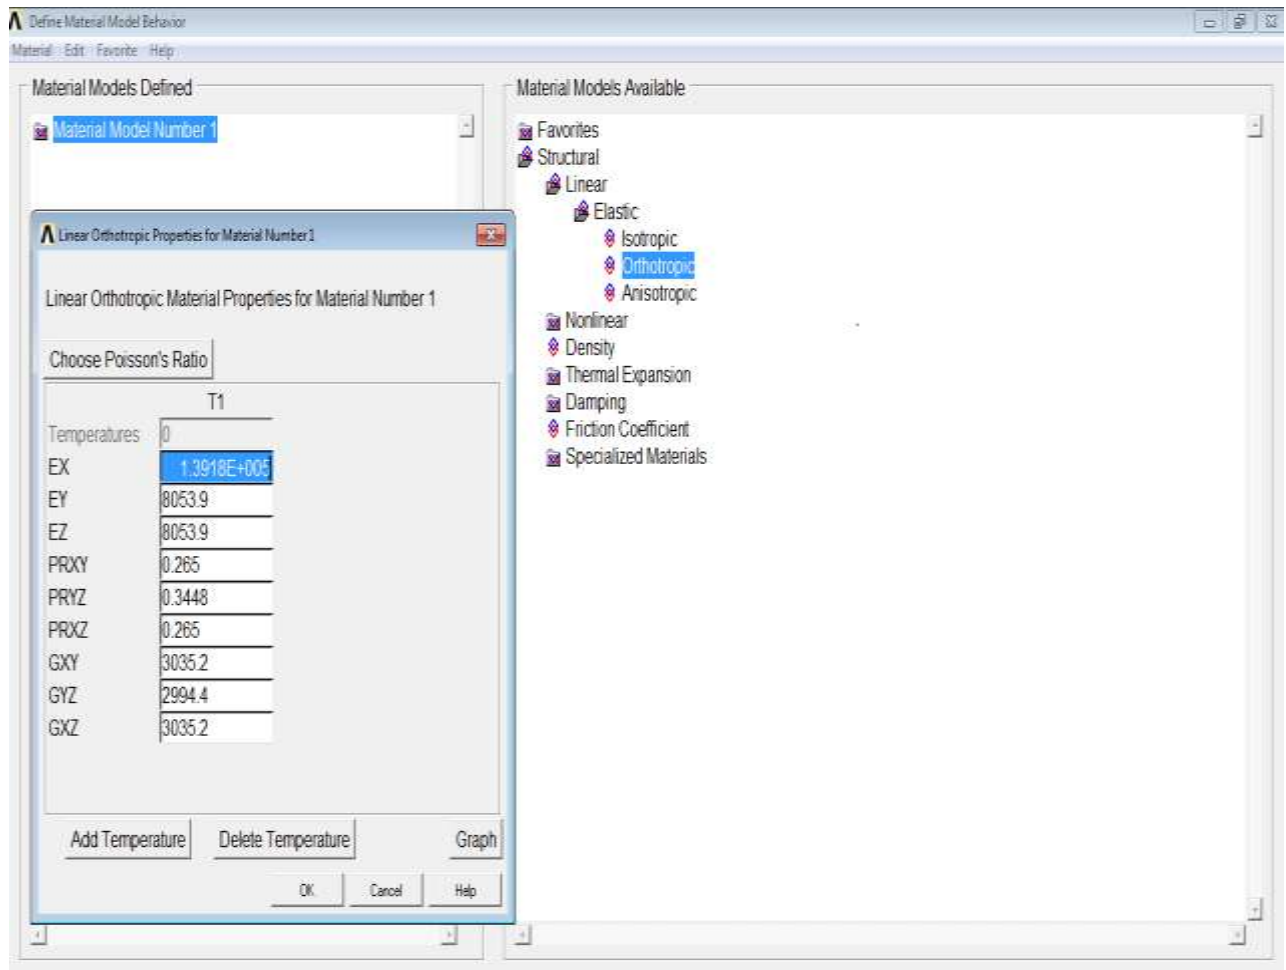 Define Material Model Behavior
Material Edit Favorite Help
Material Models Defined
Material Model Number 1
Material Models Available
Favorites
Structural
Linear
Elastic
Isotropic
Orthotropic
Anisotropic
Nonlinear
Density
Thermal Expansion
Damping
Friction Coefficient
Specialized Materials
Linear Orthotropic Properties for Material Number 1
Linear Orthotropic Material Properties for Material Number 1
Choose Poisson's Ratio
T1
Temperatures 0
EX 1.3918E+005
EY 8053.9
EZ 8053.9
PRXY 0.265
PRYZ 0.3448
PRXZ 0.265
GXY 3035.2
GYZ 2994.4
GXZ 3035.2
Add Temperature Delete Temperature Graph
OK Cancel Help